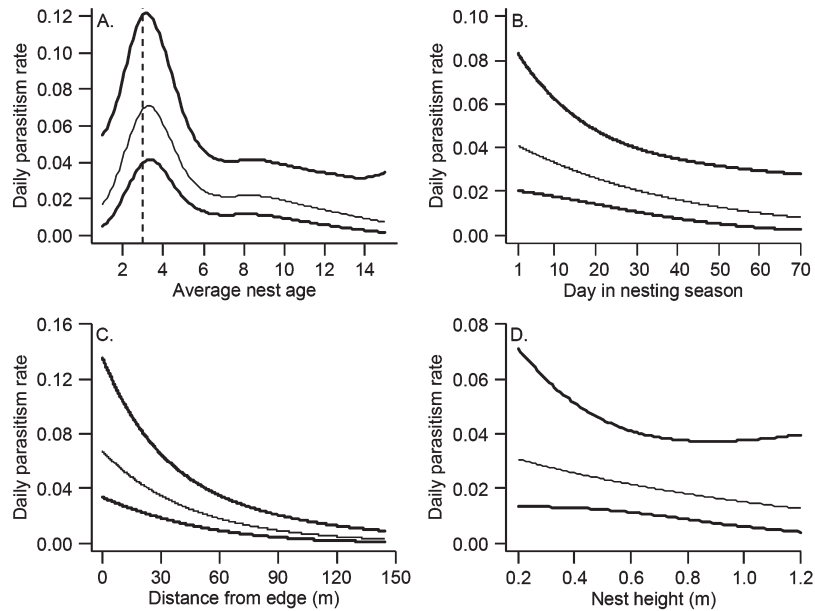 A.
Daily parasitism rate
0.12
0.10
0.08
0.06
0.04
0.02
0.00
2 4 6 8 10 12 14
Average nest age
B.
Daily parasitism rate
0.10
0.08
0.06
0.04
0.02
0.00
1 10 20 30 40 50 60 70
Day in nesting season
C.
Daily parasitism rate
0.16
0.12
0.08
0.04
0.00
0 30 60 90 120 150
Distance from edge (m)
D.
Daily parasitism rate
0.08
0.06
0.04
0.02
0.00
0.2 0.4 0.6 0.8 1.0 1.2
Nest height (m)